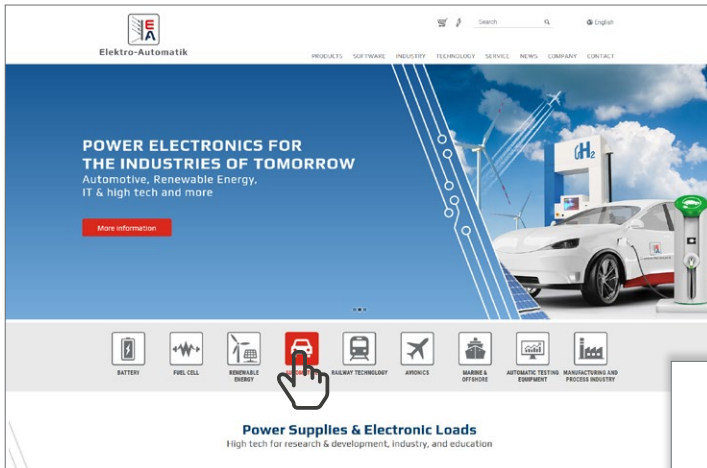 EA
Elektro-Automatik
Search
English
PRODUCTS SOFTWARE INDUSTRY TECHNOLOGY SERVICE NEWS COMPANY CONTACT
POWER ELECTRONICS FOR
THE INDUSTRIES OF TOMORROW
Automotive, Renewable Energy,
IT & high tech and more
More information
H2
BATTERY
FUEL CELL
RENEWABLE
ENERGY
RAILWAY TECHNOLOGY
AVIONICS
MARINE &
OFFSHORE
AUTOMATIC TESTING
EQUIPMENT
MANUFACTURING AND
PROCESS INDUSTRY
Power Supplies & Electronic Loads
High tech for research & development, industry, and education